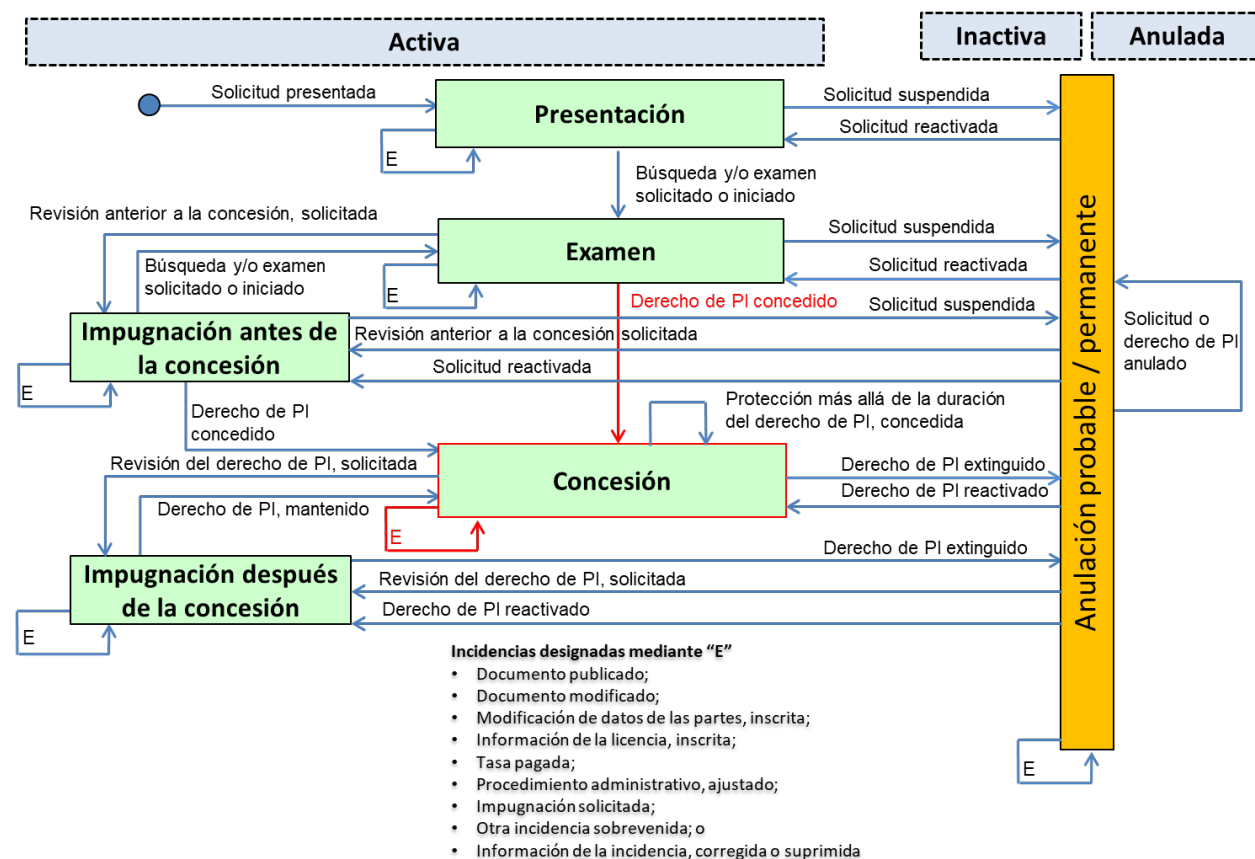 Activa
Inactiva
Anulada
Solicitud presentada
Presentación
Solicitud suspendida
Solicitud reactivada
E
Búsqueda y/o examen
solicitado o iniciado
Revisión anterior a la concesión, solicitada
Examen
Solicitud suspendida
Solicitud reactivada
Búsqueda y/o examen
solicitado o iniciado
E
Derecho de PI concedido
Solicitud suspendida
Impugnación antes de
la concesión
Revisión anterior a la concesión solicitada
Solicitud reactivada
E
Solicitud o
derecho de PI
anulado
Anulación probable / permanente
Derecho de PI
concedido
Protección más allá de la duración
del derecho de PI, concedida
Revisión del derecho de PI, solicitada
Concesión
Derecho de PI extinguido
Derecho de PI reactivado
Derecho de PI, mantenido
E
Derecho de PI extinguido
Impugnación después
de la concesión
Revisión del derecho de PI, solicitada
Derecho de PI reactivado
E
Incidencias designadas mediante “E”
• Documento publicado;
• Documento modificado;
• Modificación de datos de las partes, inscrita;
• Información de la licencia, inscrita;
• Tasa pagada;
• Procedimiento administrativo, ajustado;
• Impugnación solicitada;
• Otra incidencia sobrevenida; o
• Información de la incidencia, corregida o suprimida
E